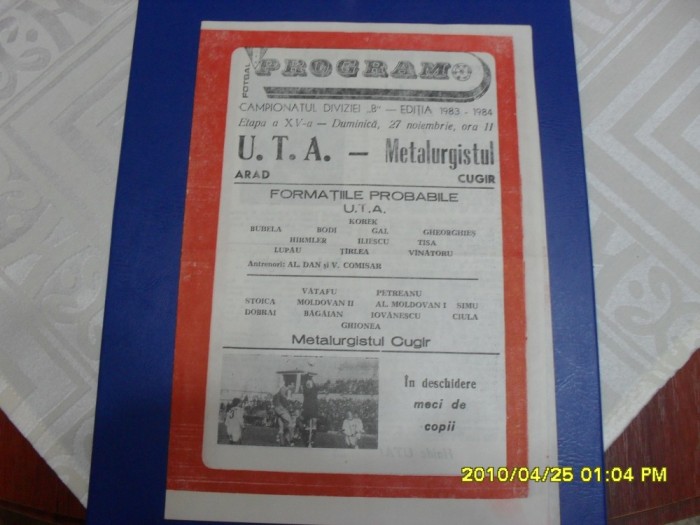 FOTBAL
PROGRAM
CAMPIONATUL DIVIZIEI „B" — EDIȚIA 1983 - 1984
Etapa a XV-a — Duminică, 27 noiembrie, ora 11
U. T. A. — Metalurgistul
ARAD CUGIR
FORMAȚIILE PROBABILE
U.T.A.
KOREK
BUBELA BODI GAL GHEORGHIES
HIRMLER ILIESCU TISA
LUPĂU ȚÎRLEA VÎNĂTORU
Antrenori: AL. DAN și V. COMISAR
VĂTAFU PETREANU
STOICA MOLDOVAN II AL. MOLDOVAN I SIMU
DOBRAI BĂGĂIAN IOVĂNESCU CIULA
GHIONEA
Metalurgistul Cugir
In deschidere
meci de
copii
2010/04/25 01:04 PM